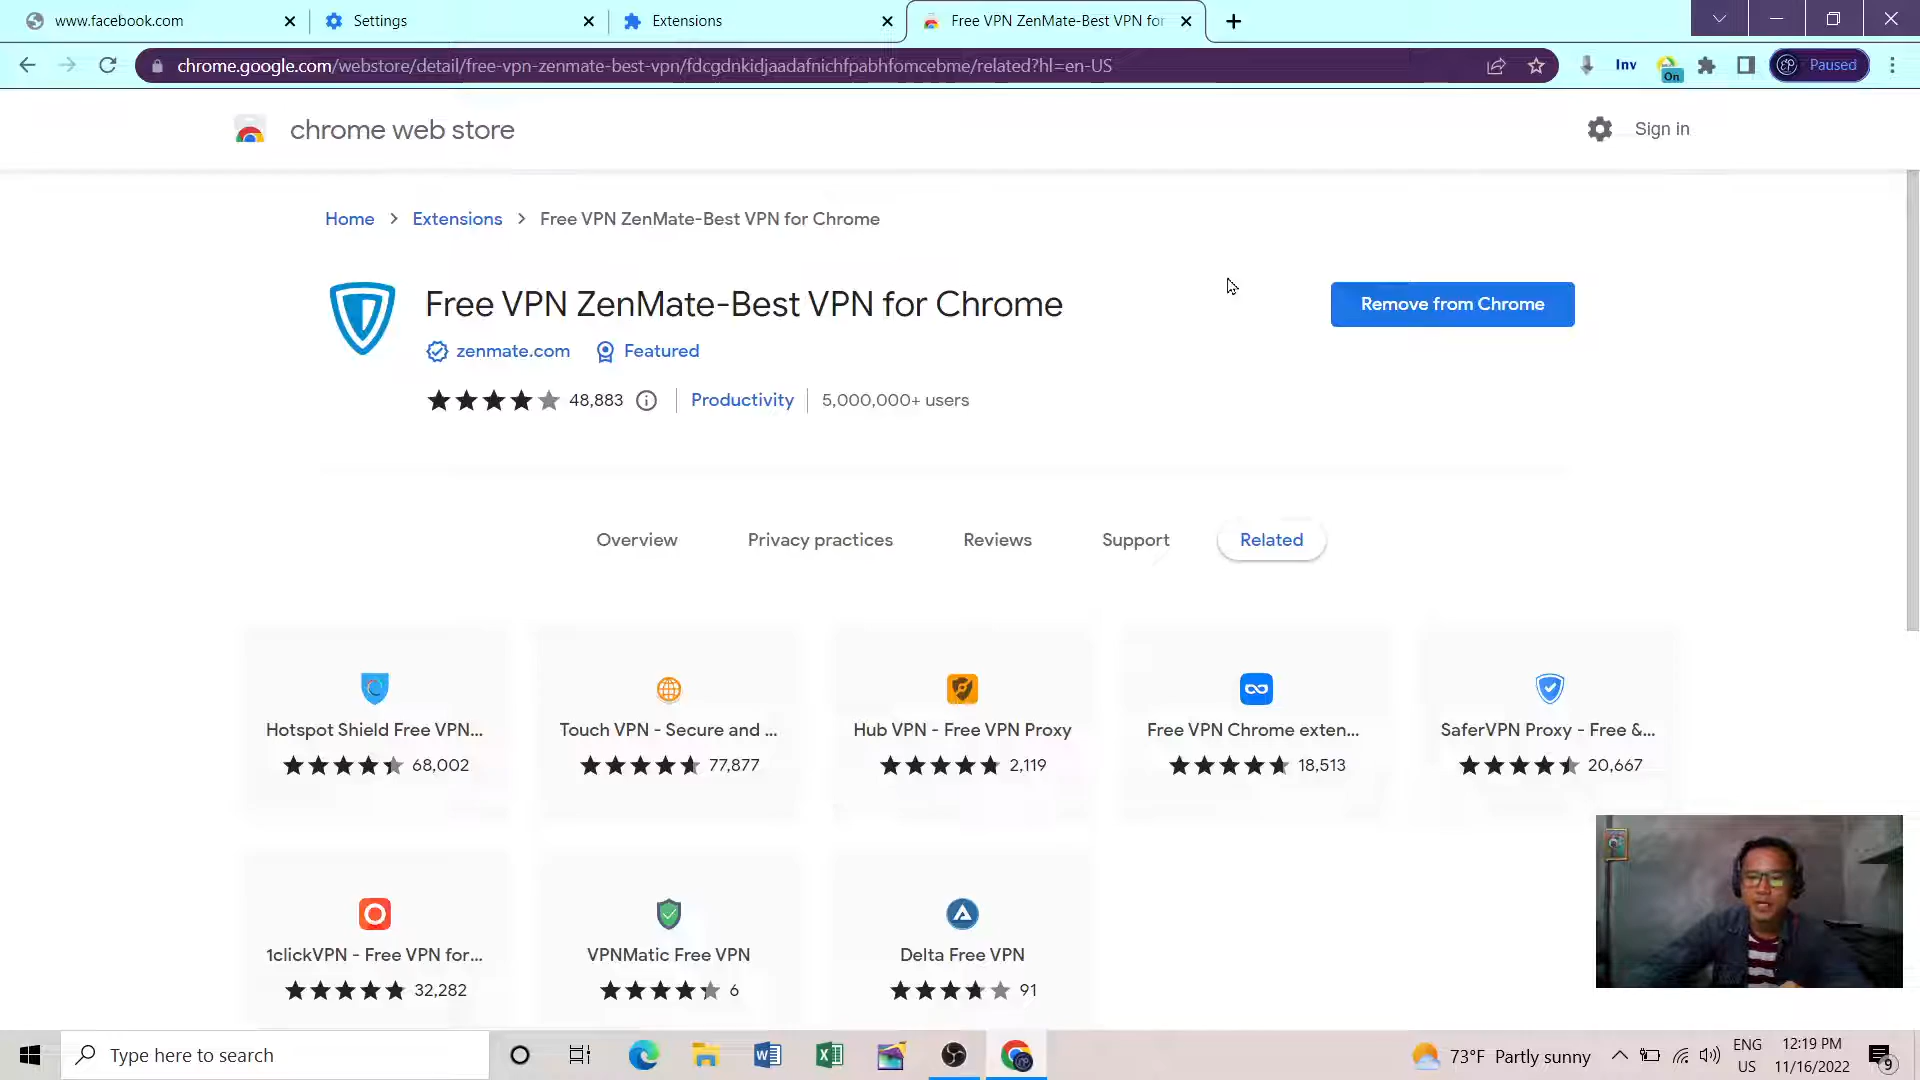 www.facebook.com
Settings
Extensions
Free VPN ZenMate-Best VPN for
chrome.google.com/webstore/detail/free-vpn-zenmate-best-vpn/fdcgdnkidjaadafnichfpabhfomcebme/related?hl=en-US
Inv
On
Paused
chrome web store
Sign in
Home > Extensions > Free VPN ZenMate-Best VPN for Chrome
Free VPN ZenMate-Best VPN for Chrome
Remove from Chrome
zenmate.com Featured
48,883 Productivity 5,000,000+ users
Overview Privacy practices Reviews Support Related
Hotspot Shield Free VPN...
68,002
Touch VPN - Secure and ...
77,877
Hub VPN - Free VPN Proxy
2,119
Free VPN Chrome exten...
18,513
SaferVPN Proxy - Free &...
20,667
1clickVPN - Free VPN for...
32,282
VPNMatic Free VPN
6
Delta Free VPN
91
Type here to search
73°F Partly sunny
ENG
US
12:19 PM
11/16/2022
9